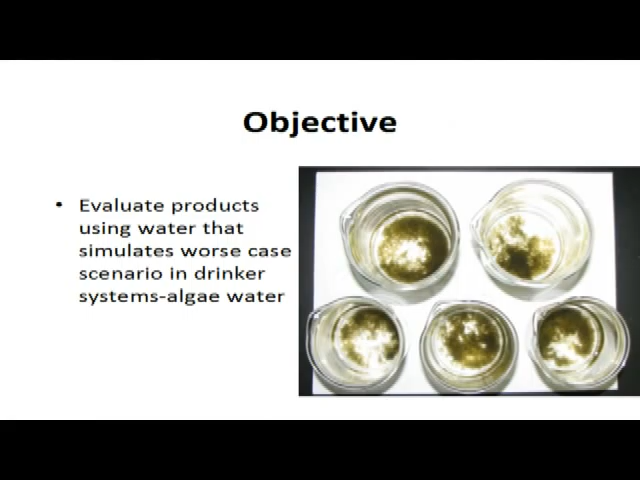 Objective
• Evaluate products
using water that
simulates worse case
scenario in drinker
systems-algae water